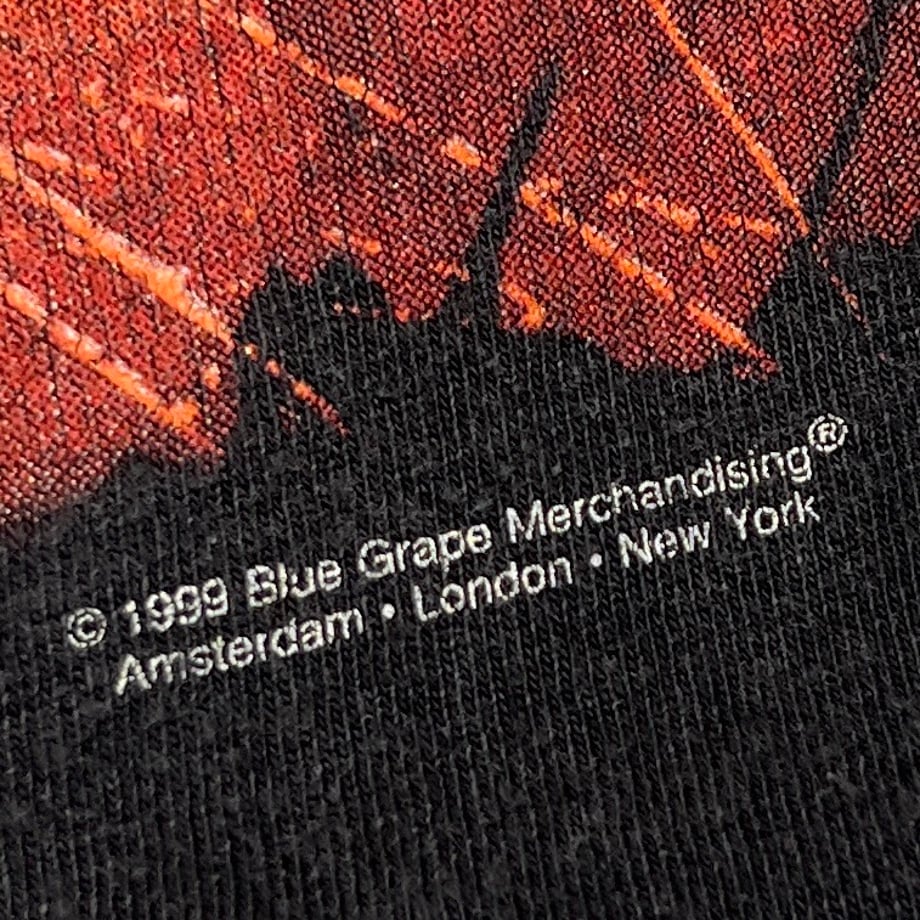 © 1999 Blue Grape Merchandising®
Amsterdam • London • New York